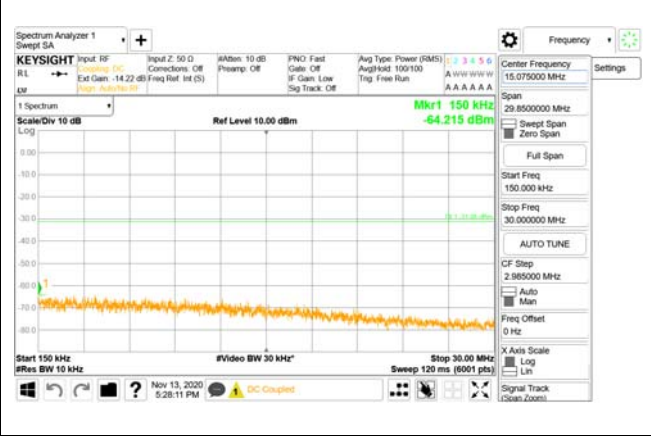 Spectrum Analyzer 1
Swept SA
Frequency
KEYSIGHT
RL
Input: RF
Coupling: DC
Ext Gain: -14.22 dB
Align: Auto/No RF
Input Z: 50 Ω
Corrections: Off
Freq Ref: Int (S)
#Atten: 10 dB
Preamp: Off
PNO: Fast
Gate: Off
IF Gain: Low
Sig Track: Off
Avg Type: Power (RMS)
Avg|Hold: 100/100
Trig: Free Run
1 2 3 4 5 6
A W W W W W
A A A A A A
1 Spectrum
Scale/Div 10 dB
Log
Ref Level 10.00 dBm
Mkr1 150 kHz
-64.215 dBm
0.00
-10.0
-20.0
-30.0
-40.0
-50.0
-60.0
-70.0
-80.0
1
Start 150 kHz
#Res BW 10 kHz
#Video BW 30 kHz*
Stop 30.00 MHz
Sweep 120 ms (6001 pts)
Nov 13, 2020
5:28:11 PM
DC Coupled
Center Frequency
15.075000 MHz
Settings
Span
29.8500000 MHz
Swept Span
Zero Span
Full Span
Start Freq
150.000 kHz
Stop Freq
30.000000 MHz
AUTO TUNE
CF Step
2.985000 MHz
Auto
Man
Freq Offset
0 Hz
X Axis Scale
Log
Lin
Signal Track
(Span Zoom)